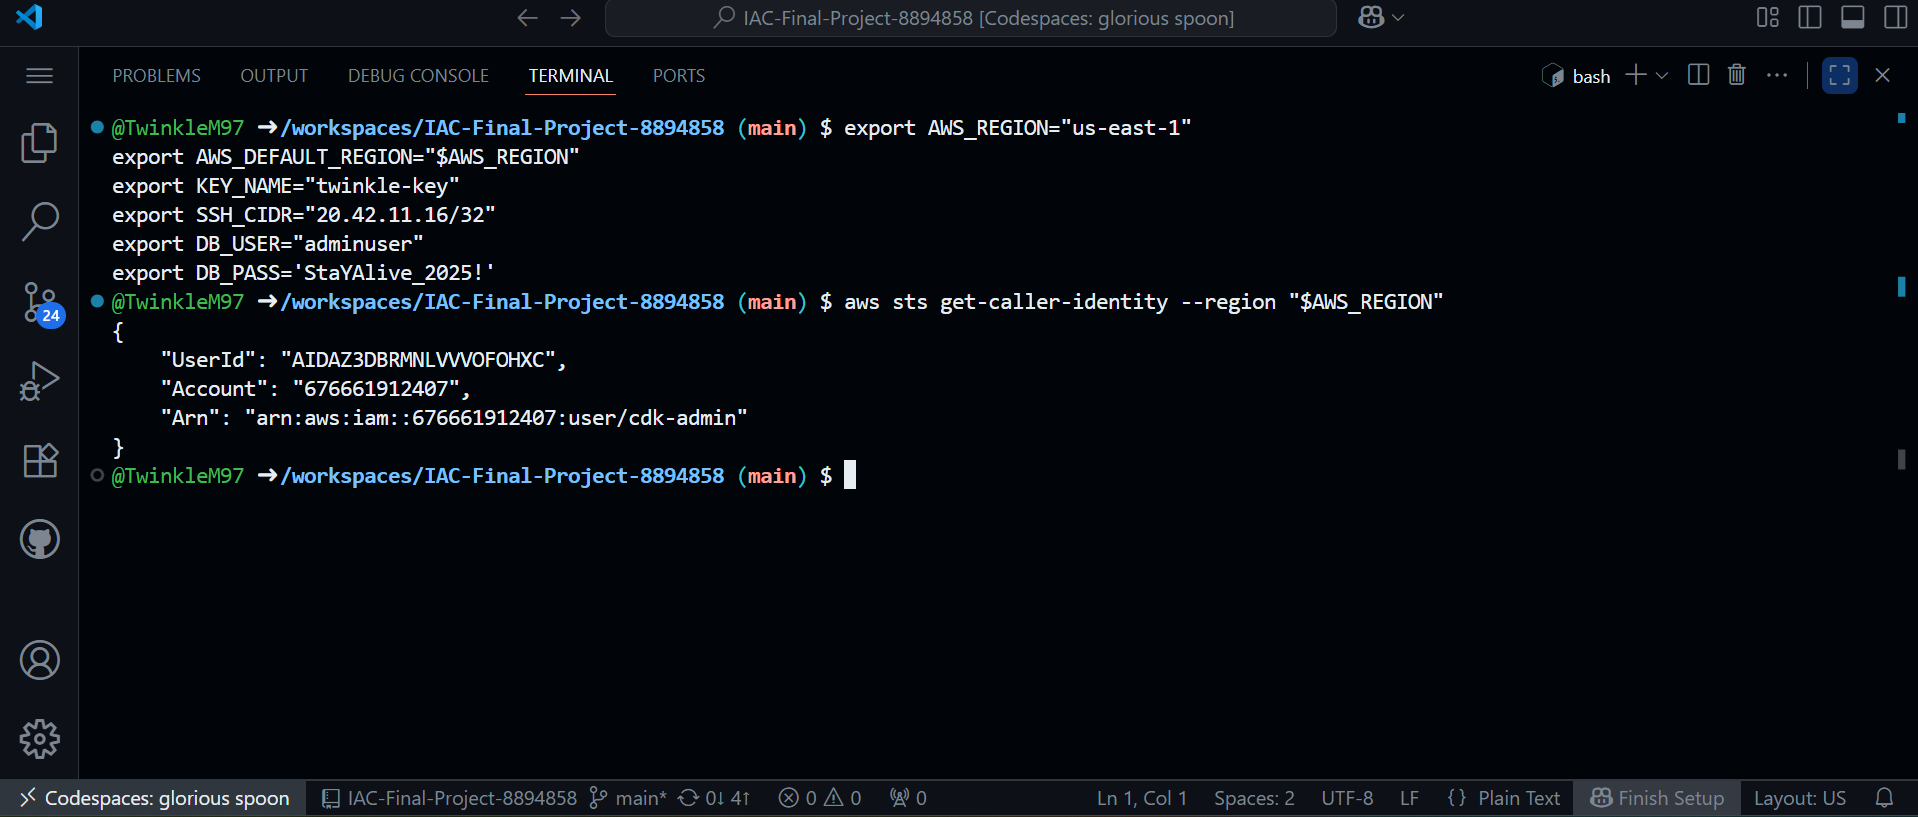 IAC-Final-Project-8894858 [Codespaces: glorious spoon]
PROBLEMS OUTPUT DEBUG CONSOLE TERMINAL PORTS
bash
@TwinkleM97 ➜/workspaces/IAC-Final-Project-8894858 (main) $ export AWS_REGION="us-east-1"
export AWS_DEFAULT_REGION="$AWS_REGION"
export KEY_NAME="twinkle-key"
export SSH_CIDR="20.42.11.16/32"
export DB_USER="adminuser"
export DB_PASS='StaYAlive_2025!'
@TwinkleM97 ➜/workspaces/IAC-Final-Project-8894858 (main) $ aws sts get-caller-identity --region "$AWS_REGION"
{
    "UserId": "AIDAZ3DBRMNLVVVOFOHXC",
    "Account": "676661912407",
    "Arn": "arn:aws:iam::676661912407:user/cdk-admin"
}
@TwinkleM97 ➜/workspaces/IAC-Final-Project-8894858 (main) $
24
Codespaces: glorious spoon IAC-Final-Project-8894858 main* 0↓ 4↑ 0 0 0 Ln 1, Col 1 Spaces: 2 UTF-8 LF {} Plain Text Finish Setup Layout: US